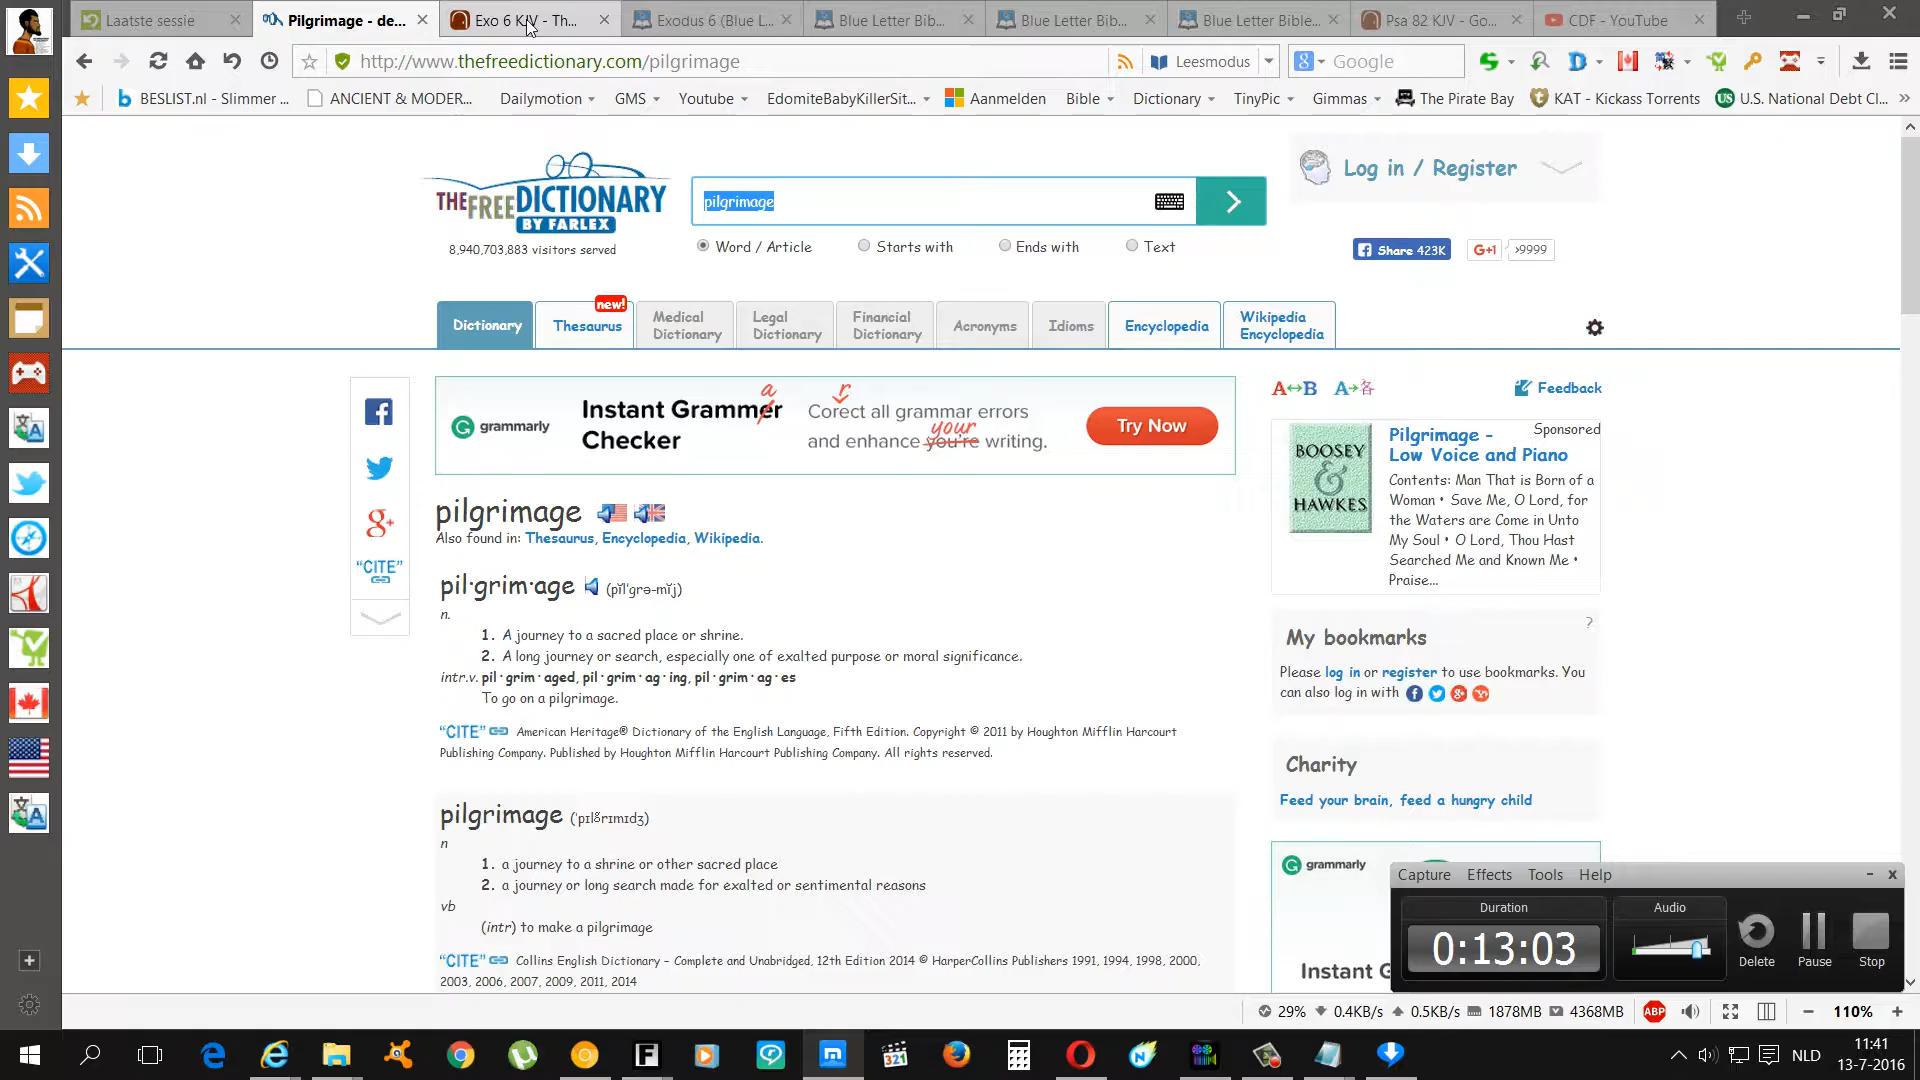 Laatste sessie
Pilgrimage - de...
Exo 6 KJV - Th...
Exodus 6 (Blue L...
Blue Letter Bib...
Blue Letter Bib...
Blue Letter Bible...
Psa 82 KJV - Go...
CDF - YouTube
http://www.thefreedictionary.com/pilgrimage
Leesmodus
Google
BESLIST.nl - Slimmer ...
ANCIENT & MODER...
Dailymotion
GMS
Youtube
EdomiteBabyKillerSit...
Aanmelden
Bible
Dictionary
TinyPic
Gimmas
The Pirate Bay
KAT - Kickass Torrents
U.S. National Debt Cl...
THE FREE DICTIONARY
BY FARLEX
8,940,703,883 visitors served
pilgrimage
Word / Article
Starts with
Ends with
Text
Log in / Register
Share 423K
G+1
>9999
Dictionary
Thesaurus
new!
Medical Dictionary
Legal Dictionary
Financial Dictionary
Acronyms
Idioms
Encyclopedia
Wikipedia Encyclopedia
"CITE"
grammarly
Instant Grammer a
Checker
Corect all grammar errors r
and enhance you're writing. your
Try Now
Feedback
Sponsored
Pilgrimage -
Low Voice and Piano
BOOSEY & HAWKES
Contents: Man That is Born of a
Woman • Save Me, O Lord, for
the Waters are Come in Unto
My Soul • O Lord, Thou Hast
Searched Me and Known Me •
Praise...
pilgrimage
Also found in: Thesaurus, Encyclopedia, Wikipedia.
pil·grim·age (pĭl′grə-mĭj)
n.
1. A journey to a sacred place or shrine.
2. A long journey or search, especially one of exalted purpose or moral significance.
intr.v. pil·grim·aged, pil·grim·ag·ing, pil·grim·ag·es
To go on a pilgrimage.
"CITE" American Heritage® Dictionary of the English Language, Fifth Edition. Copyright © 2011 by Houghton Mifflin Harcourt
Publishing Company. Published by Houghton Mifflin Harcourt Publishing Company. All rights reserved.
pilgrimage (ˈpɪlɡrɪmɪdʒ)
n
1. a journey to a shrine or other sacred place
2. a journey or long search made for exalted or sentimental reasons
vb
(intr) to make a pilgrimage
"CITE" Collins English Dictionary – Complete and Unabridged, 12th Edition 2014 © HarperCollins Publishers 1991, 1994, 1998, 2000,
2003, 2006, 2007, 2009, 2011, 2014
My bookmarks
?
Please log in or register to use bookmarks. You
can also log in with
Charity
Feed your brain, feed a hungry child
grammarly
Instant G
Capture
Effects
Tools
Help
Duration
0:13:03
Audio
Delete
Pause
Stop
29%
0.4KB/s
0.5KB/s
1878MB
4368MB
ABP
110%
321
NLD
11:41
13-7-2016